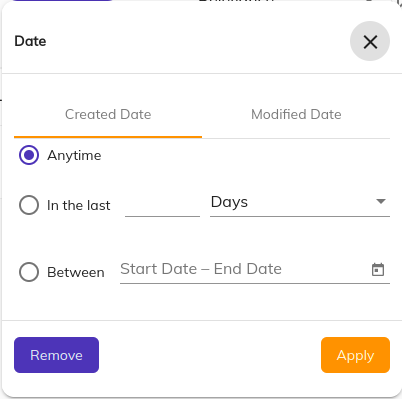 Date
Created Date
Modified Date
Anytime
In the last
Days
Between
Start Date – End Date
Remove
Apply